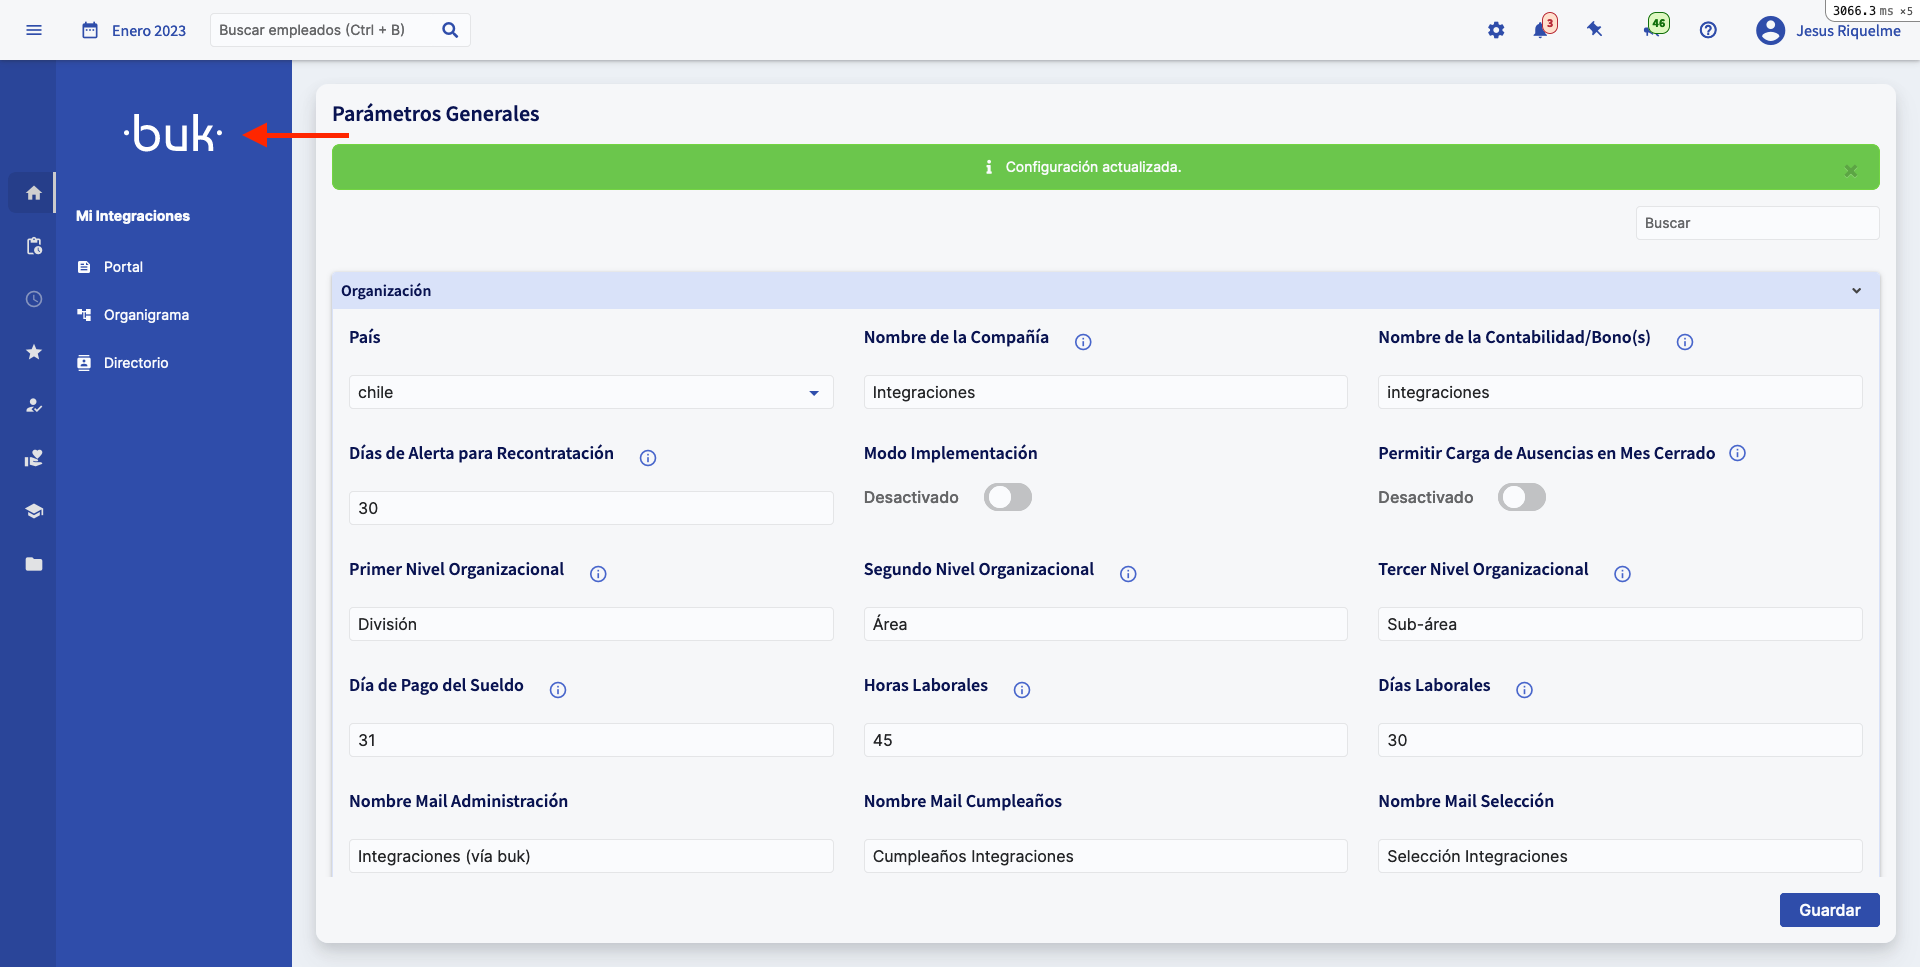 3066.3 ms ×5
Enero 2023
Buscar empleados (Ctrl + B)
3
46
Jesus Riquelme
·buk·
Mi Integraciones
Portal
Organigrama
Directorio
Parámetros Generales
Configuración actualizada.
Buscar
Organización
País
Nombre de la Compañía
Nombre de la Contabilidad/Bono(s)
chile
Integraciones
integraciones
Días de Alerta para Recontratación
Modo Implementación
Permitir Carga de Ausencias en Mes Cerrado
30
Desactivado
Desactivado
Primer Nivel Organizacional
Segundo Nivel Organizacional
Tercer Nivel Organizacional
División
Área
Sub-área
Día de Pago del Sueldo
Horas Laborales
Días Laborales
31
45
30
Nombre Mail Administración
Nombre Mail Cumpleaños
Nombre Mail Selección
Integraciones (vía buk)
Cumpleaños Integraciones
Selección Integraciones
Guardar